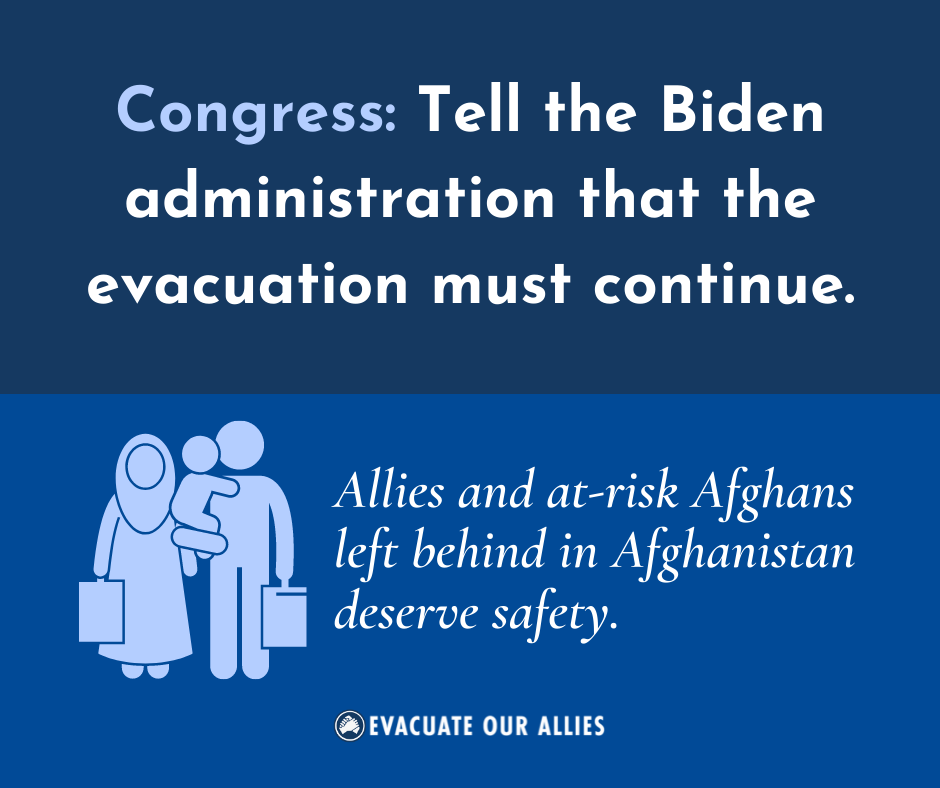 Congress: Tell the Biden
administration that the
evacuation must continue.
Allies and at-risk Afghans
left behind in Afghanistan
deserve safety.
EVACUATE OUR ALLIES